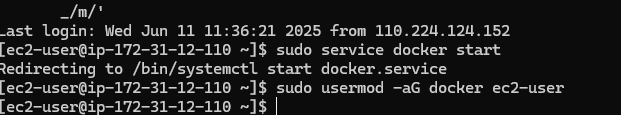 _/m/'
Last login: Wed Jun 11 11:36:21 2025 from 110.224.124.152
[ec2-user@ip-172-31-12-110 ~]$ sudo service docker start
Redirecting to /bin/systemctl start docker.service
[ec2-user@ip-172-31-12-110 ~]$ sudo usermod -aG docker ec2-user
[ec2-user@ip-172-31-12-110 ~]$